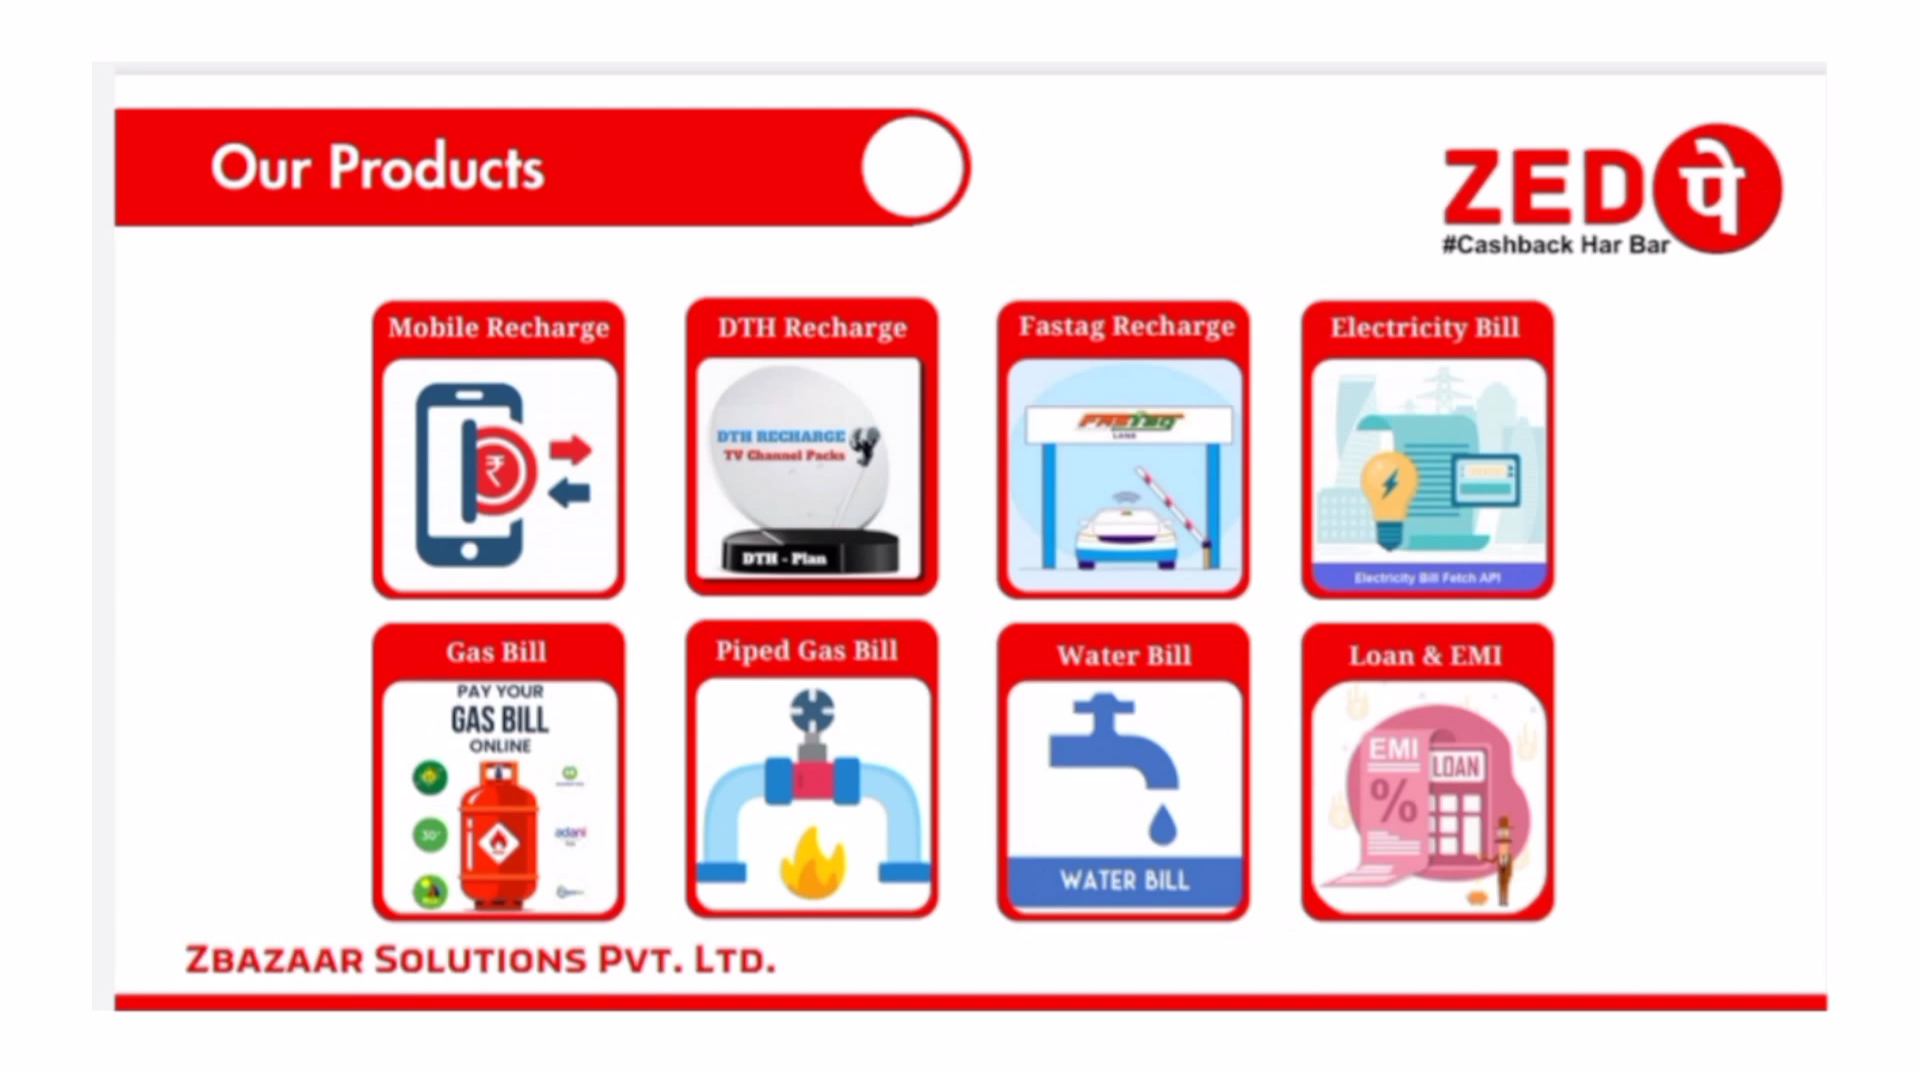 Our Products
ZED पे
#Cashback Har Bar
Mobile Recharge
DTH Recharge
Fastag Recharge
Electricity Bill
₹
DTH RECHARGE
TV Channel Packs
DTH - Plan
FASTAG
LANE
Electricity Bill Fetch API
Gas Bill
Piped Gas Bill
Water Bill
Loan & EMI
PAY YOUR
GAS BILL
ONLINE
adani
WATER BILL
EMI
%
LOAN
ZBAZAAR SOLUTIONS PVT. LTD.